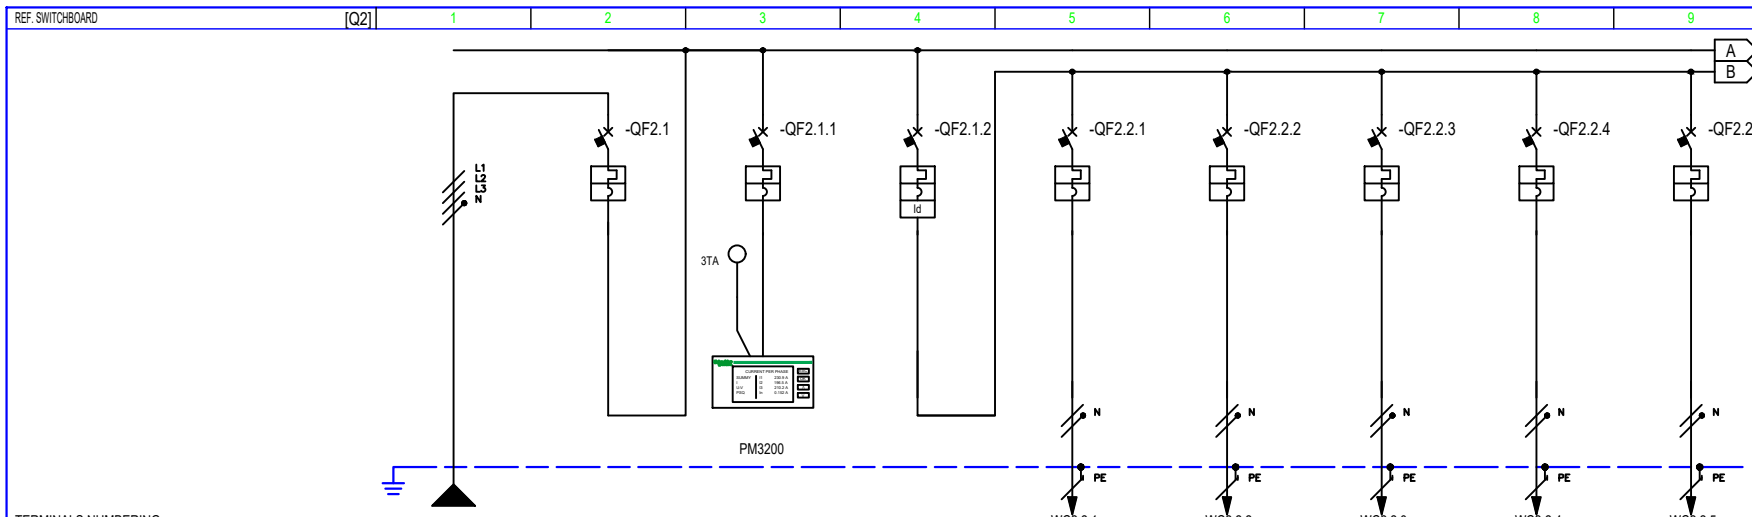 REF. SWITCHBOARD [Q2] 1 2 3 4 5 6 7 8 9
A
B
-QF2.1 -QF2.1.1 -QF2.1.2 -QF2.2.1 -QF2.2.2 -QF2.2.3 -QF2.2.4 -QF2.2
L1
L2
L3
N
Id
3TA
CURRENT PER PHASE
N N N N N
PM3200
PE PE PE PE PE